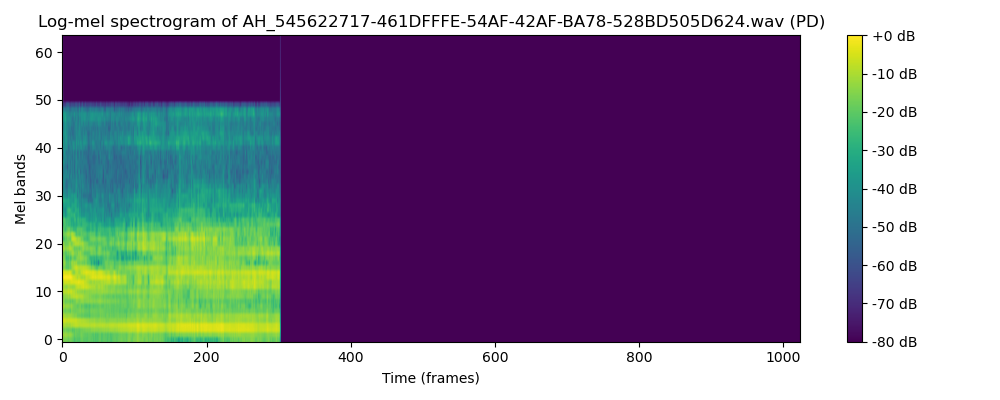 Log-mel spectrogram of AH_545622717-461DFFFE-54AF-42AF-BA78-528BD505D624.wav (PD)
60
50
40
30
20
10
0
Mel bands
0 200 400 600 800 1000
Time (frames)
+0 dB
-10 dB
-20 dB
-30 dB
-40 dB
-50 dB
-60 dB
-70 dB
-80 dB